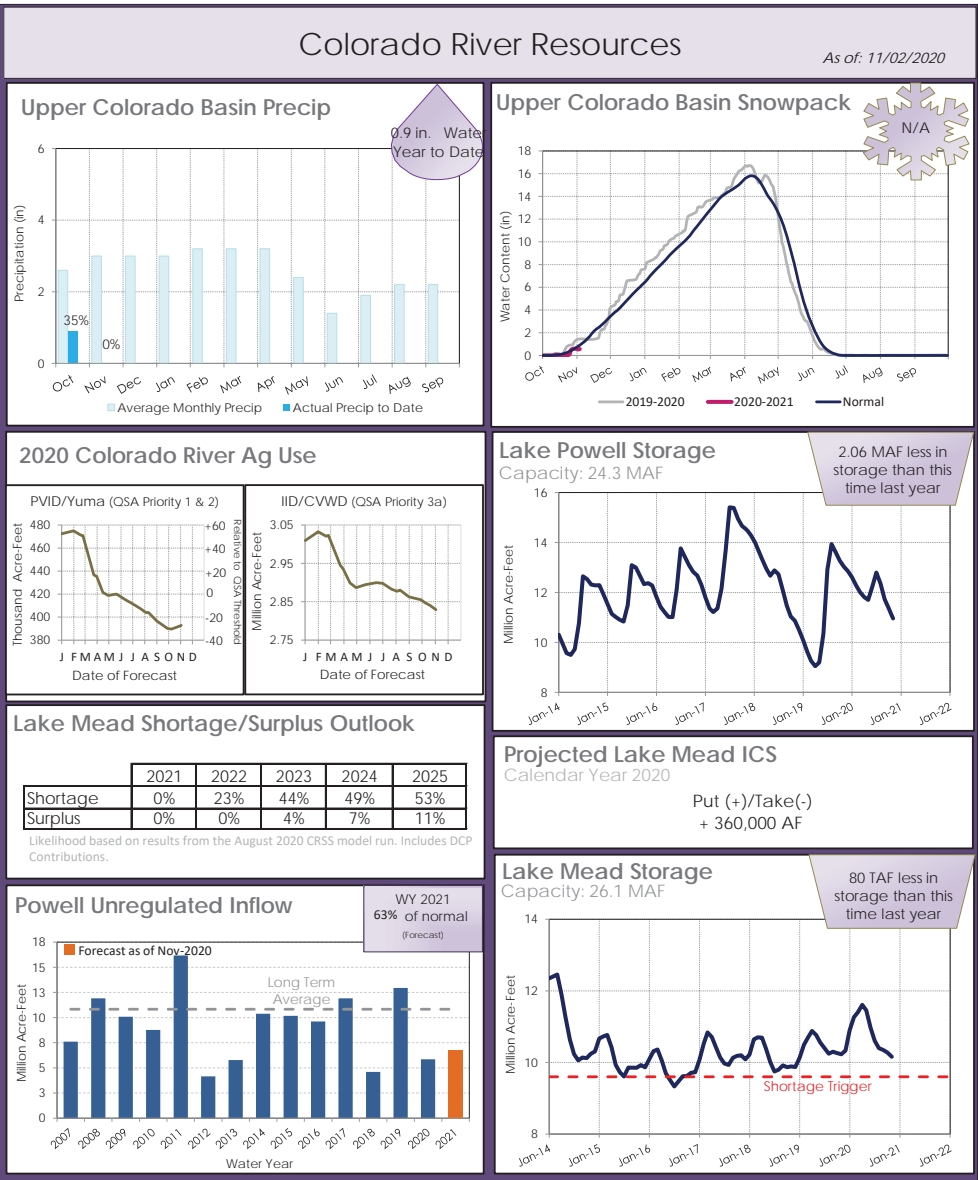 Colorado River Resources
As of: 11/02/2020
Upper Colorado Basin Precip
0.9 in. Water
Year to Date
Precipitation (in)
6
4
2
0
35%
0%
Oct Nov Dec Jan Feb Mar Apr May Jun Jul Aug Sep
Average Monthly Precip Actual Precip to Date
Upper Colorado Basin Snowpack
N/A
Water Content (in)
18
16
14
12
10
8
6
4
2
0
Oct Nov Dec Jan Feb Mar Apr May Jun Jul Aug Sep
2019-2020 2020-2021 Normal
2020 Colorado River Ag Use
PVID/Yuma (QSA Priority 1 & 2)
Thousand Acre-Feet
480
460
440
420
400
380
+60
+40
+20
0
-20
-40
Relative to QSA Threshold
J F M A M J J A S O N D
Date of Forecast
IID/CVWD (QSA Priority 3a)
Million Acre-Feet
3.05
2.95
2.85
2.75
J F M A M J J A S O N D
Date of Forecast
Lake Powell Storage
Capacity: 24.3 MAF
2.06 MAF less in
storage than this
time last year
Million Acre-Feet
16
14
12
10
8
Jan-14 Jan-15 Jan-16 Jan-17 Jan-18 Jan-19 Jan-20 Jan-21 Jan-22
Lake Mead Shortage/Surplus Outlook
2021 2022 2023 2024 2025
Shortage 0% 23% 44% 49% 53%
Surplus 0% 0% 4% 7% 11%
Likelihood based on results from the August 2020 CRSS model run. Includes DCP
Contributions.
Projected Lake Mead ICS
Calendar Year 2020
Put (+)/Take(-)
+ 360,000 AF
Powell Unregulated Inflow
WY 2021
63% of normal
(Forecast)
Forecast as of Nov-2020
Long Term
Average
Million Acre-Feet
18
15
13
10
8
5
3
0
2007 2008 2009 2010 2011 2012 2013 2014 2015 2016 2017 2018 2019 2020 2021
Water Year
Lake Mead Storage
Capacity: 26.1 MAF
80 TAF less in
storage than this
time last year
Million Acre-Feet
14
12
10
8
Shortage Trigger
Jan-14 Jan-15 Jan-16 Jan-17 Jan-18 Jan-19 Jan-20 Jan-21 Jan-22